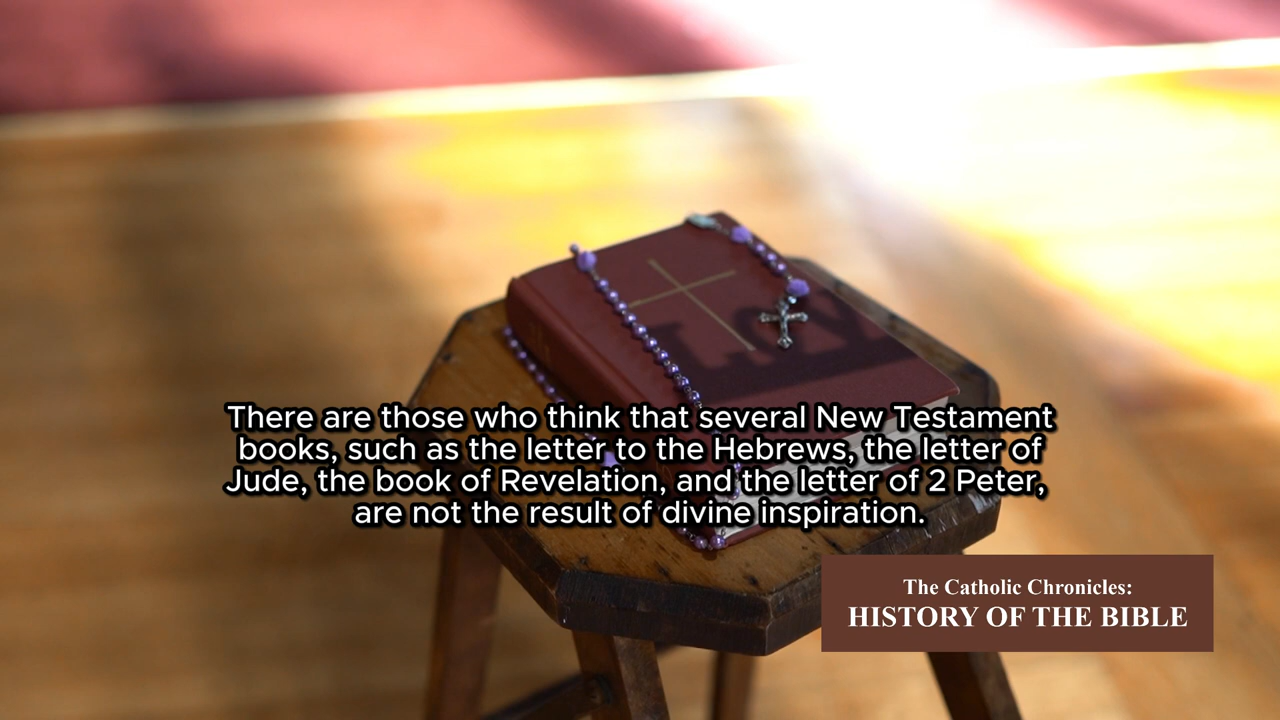 There are those who think that several New Testament
books, such as the letter to the Hebrews, the letter of
Jude, the book of Revelation, and the letter of 2 Peter,
are not the result of divine inspiration.
The Catholic Chronicles:
HISTORY OF THE BIBLE